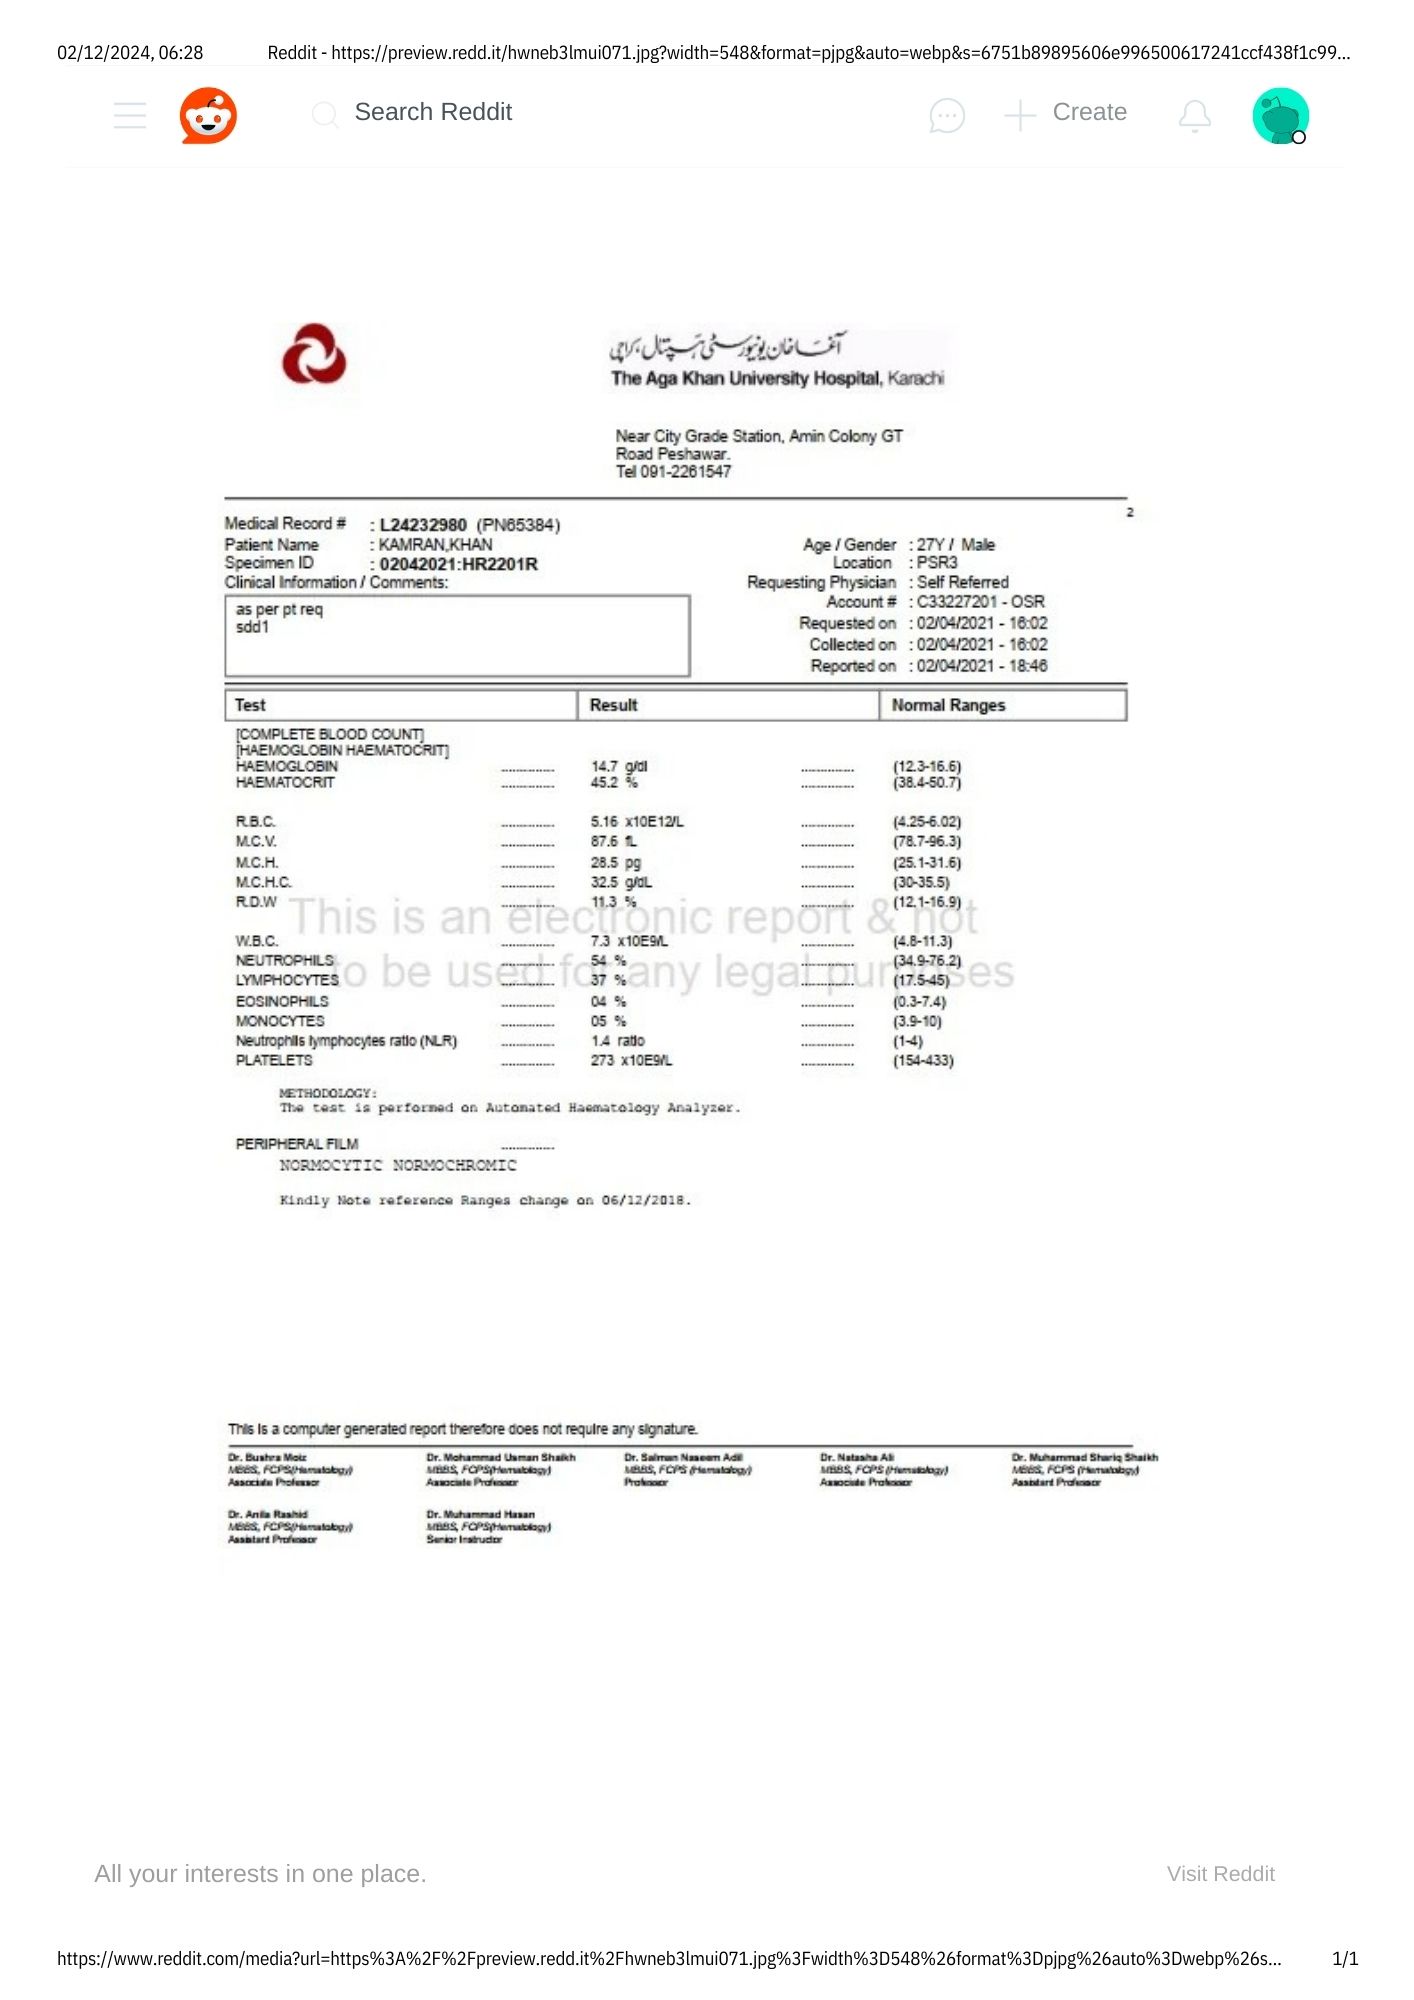 02/12/2024, 06:28 Reddit - https://preview.redd.it/hwneb3lmui071.jpg?width=548&format=pjpg&auto=webp&s=6751b89895606e996500617241ccf438f1c99...
Search Reddit Create
آغا خان یونیورسٹی ہسپتال، کراچی
The Aga Khan University Hospital, Karachi
Near City Grade Station, Amin Colony GT
Road Peshawar.
Tel 091-2261547
2
Medical Record # : L24232980 (PN65384)
Patient Name : KAMRAN,KHAN Age / Gender : 27Y / Male
Specimen ID : 02042021:HR2201R Location : PSR3
Clinical Information / Comments: Requesting Physician : Self Referred
as per pt req Account # : C33227201 - OSR
sdd1 Requested on : 02/04/2021 - 16:02
Collected on : 02/04/2021 - 16:02
Reported on : 02/04/2021 - 18:46
Test Result Normal Ranges
[COMPLETE BLOOD COUNT]
[HAEMOGLOBIN HAEMATOCRIT]
HAEMOGLOBIN .............. 14.7 g/dl .............. (12.3-16.6)
HAEMATOCRIT .............. 45.2 % .............. (38.4-50.7)
R.B.C. .............. 5.16 x10E12/L .............. (4.25-6.02)
M.C.V. .............. 87.6 fL .............. (78.7-96.3)
M.C.H. .............. 28.5 pg .............. (25.1-31.6)
M.C.H.C. .............. 32.5 g/dL .............. (30-35.5)
R.D.W .............. 11.3 % .............. (12.1-16.9)
This is an electronic report & not
W.B.C. .............. 7.3 x10E9/L .............. (4.8-11.3)
NEUTROPHILS .............. 54 % .............. (34.9-76.2)
to be used for any legal purposes
LYMPHOCYTES .............. 37 % .............. (17.5-45)
EOSINOPHILS .............. 04 % .............. (0.3-7.4)
MONOCYTES .............. 05 % .............. (3.9-10)
Neutrophils lymphocytes ratio (NLR) .............. 1.4 ratio .............. (1-4)
PLATELETS .............. 273 x10E9/L .............. (154-433)
METHODOLOGY:
The test is performed on Automated Haematology Analyzer.
PERIPHERAL FILM ..............
NORMOCYTIC NORMOCHROMIC
Kindly Note reference Ranges change on 06/12/2018.
This is a computer generated report therefore does not require any signature.
Dr. Bushra Moiz Dr. Mohammad Usman Shaikh Dr. Salman Naseem Adil Dr. Natasha Ali Dr. Muhammad Shariq Shaikh
MBBS, FCPS(Hematology) MBBS, FCPS(Hematology) MBBS, FCPS (Hematology) MBBS, FCPS (Hematology) MBBS, FCPS (Hematology)
Associate Professor Associate Professor Professor Associate Professor Assistant Professor
Dr. Anila Rashid Dr. Muhammad Hasan
MBBS, FCPS(Hematology) MBBS, FCPS(Hematology)
Assistant Professor Senior Instructor
All your interests in one place. Visit Reddit
https://www.reddit.com/media?url=https%3A%2F%2Fpreview.redd.it%2Fhwneb3lmui071.jpg%3Fwidth%3D548%26format%3Dpjpg%26auto%3Dwebp%26s... 1/1